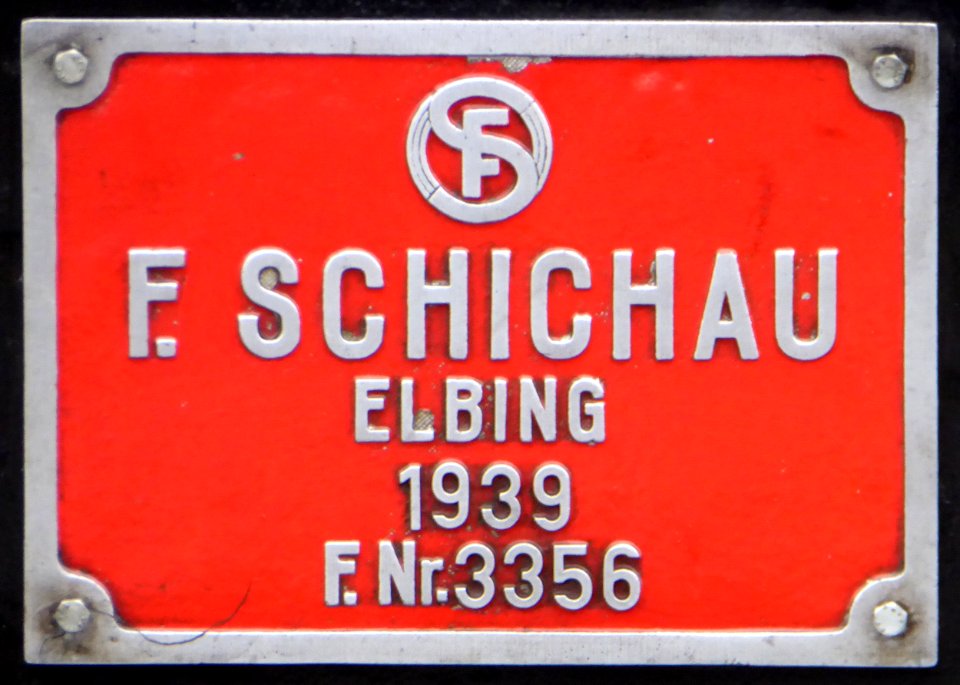 SF
F. SCHICHAU
ELBING
1939
F. Nr. 3356